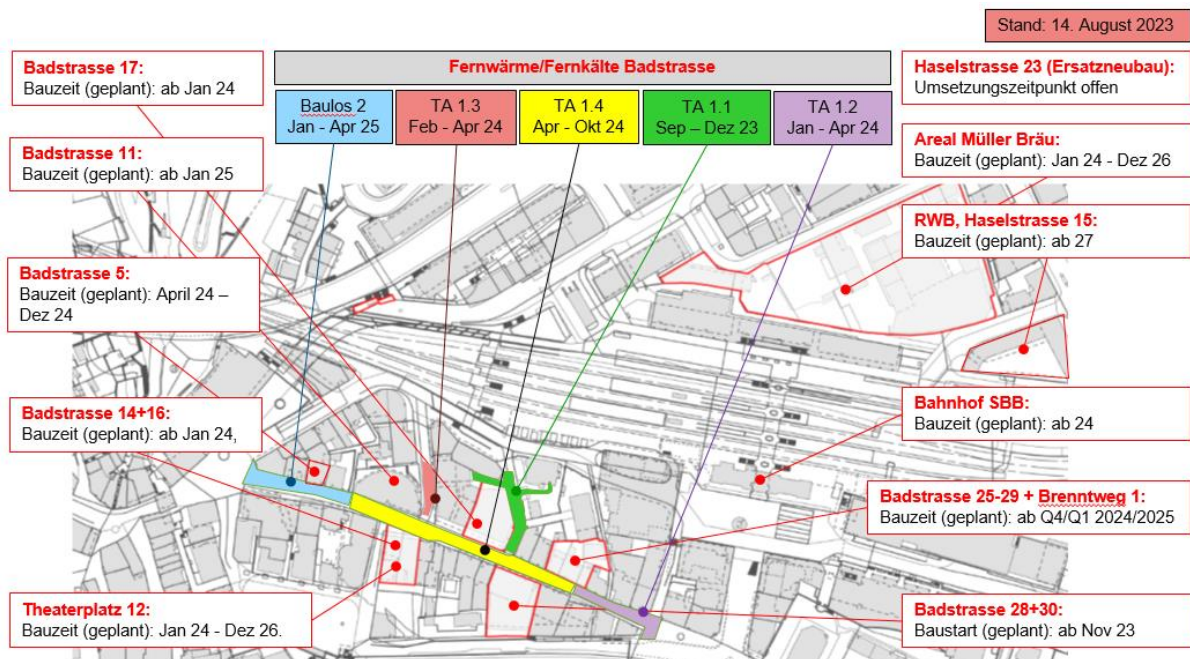 Stand: 14. August 2023
Badstrasse 17:
Bauzeit (geplant): ab Jan 24
Fernwärme/Fernkälte Badstrasse
Haselstrasse 23 (Ersatzneubau):
Umsetzungszeitpunkt offen
Baulos 2
Jan - Apr 25
TA 1.3
Feb - Apr 24
TA 1.4
Apr - Okt 24
TA 1.1
Sep – Dez 23
TA 1.2
Jan - Apr 24
Badstrasse 11:
Bauzeit (geplant): ab Jan 25
Areal Müller Bräu:
Bauzeit (geplant): Jan 24 - Dez 26
RWB, Haselstrasse 15:
Bauzeit (geplant): ab 27
Badstrasse 5:
Bauzeit (geplant): April 24 –
Dez 24
Badstrasse 14+16:
Bauzeit (geplant): ab Jan 24,
Bahnhof SBB:
Bauzeit (geplant): ab 24
Badstrasse 25-29 + Brenntweg 1:
Bauzeit (geplant): ab Q4/Q1 2024/2025
Theaterplatz 12:
Bauzeit (geplant): Jan 24 - Dez 26.
Badstrasse 28+30:
Baustart (geplant): ab Nov 23